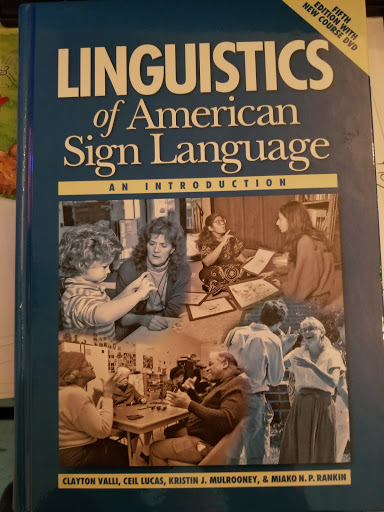 FIFTH
EDITION WITH
NEW COURSE DVD
LINGUISTICS
of American
Sign Language
AN INTRODUCTION
CLAYTON VALLI, CEIL LUCAS, KRISTIN J. MULROONEY, & MIAKO N. P. RANKIN